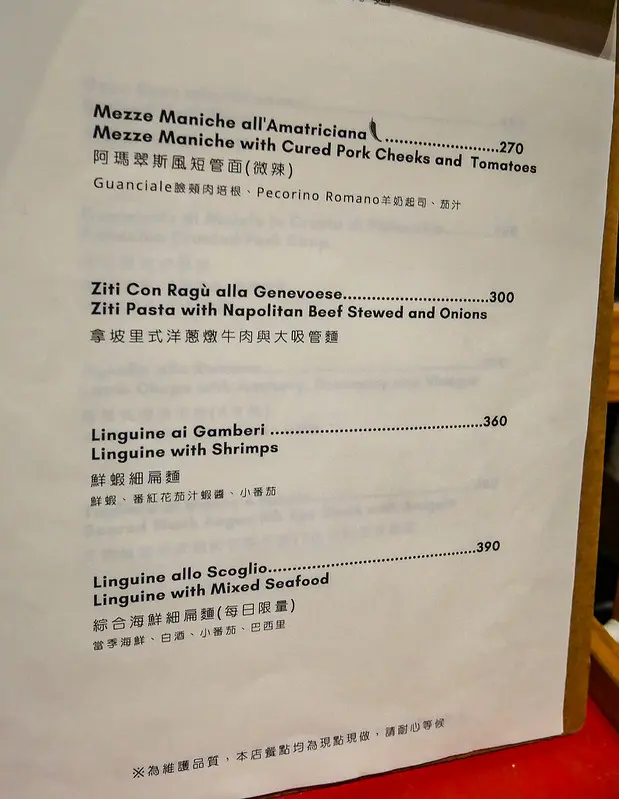 Mezze Maniche all'Amatriciana..................270
Mezze Maniche with Cured Pork Cheeks and Tomatoes
阿瑪翠斯風短管面(微辣)
Guanciale臉頰肉培根、Pecorino Romano羊奶起司、茄汁
Ziti Con Ragù alla Genevoese........................300
Ziti Pasta with Napolitan Beef Stewed and Onions
拿坡里式洋蔥燉牛肉與大吸管麵
Linguine ai Gamberi ...................................360
Linguine with Shrimps
鮮蝦細扁麵
鮮蝦、番紅花茄汁蝦醬、小番茄
Linguine allo Scoglio..................................390
Linguine with Mixed Seafood
綜合海鮮細扁麵(每日限量)
當季海鮮、白酒、小番茄、巴西里
※為維護品質，本店餐點均為現點現做，請耐心等候